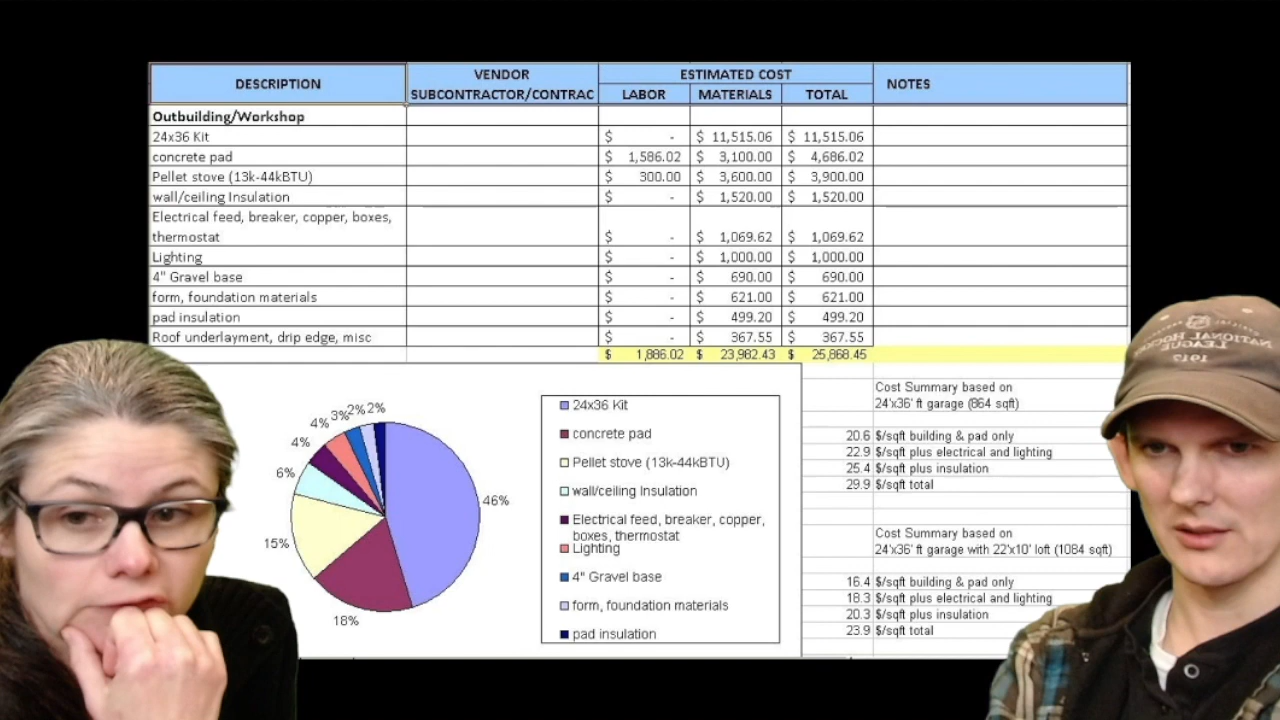 DESCRIPTION
VENDOR
SUBCONTRACTOR/CONTRAC
ESTIMATED COST
LABOR MATERIALS TOTAL
NOTES
Outbuilding/Workshop
24x36 Kit $ - $ 11,515.06 $ 11,515.06
concrete pad $ 1,586.02 $ 3,100.00 $ 4,686.02
Pellet stove (13k-44kBTU) $ 300.00 $ 3,600.00 $ 3,900.00
wall/ceiling Insulation $ - $ 1,520.00 $ 1,520.00
Electrical feed, breaker, copper, boxes,
thermostat $ - $ 1,069.62 $ 1,069.62
Lighting $ - $ 1,000.00 $ 1,000.00
4" Gravel base $ - $ 690.00 $ 690.00
form, foundation materials $ - $ 621.00 $ 621.00
pad insulation $ - $ 499.20 $ 499.20
Roof underlayment, drip edge, misc $ - $ 367.55 $ 367.55
$ 1,886.02 $ 23,982.43 $ 25,868.45
46%
18%
15%
6%
4%
4%
3%
2%
2%
24x36 Kit
concrete pad
Pellet stove (13k-44kBTU)
wall/ceiling Insulation
Electrical feed, breaker, copper,
boxes, thermostat
Lighting
4" Gravel base
form, foundation materials
pad insulation
Cost Summary based on
24'x36' ft garage (864 sqft)
20.6 $/sqft building & pad only
22.9 $/sqft plus electrical and lighting
25.4 $/sqft plus insulation
29.9 $/sqft total
Cost Summary based on
24'x36' ft garage with 22'x10' loft (1084 sqft)
16.4 $/sqft building & pad only
18.3 $/sqft plus electrical and lighting
20.3 $/sqft plus insulation
23.9 $/sqft total
NATIONAL HOCKEY
LEAGUE
1917